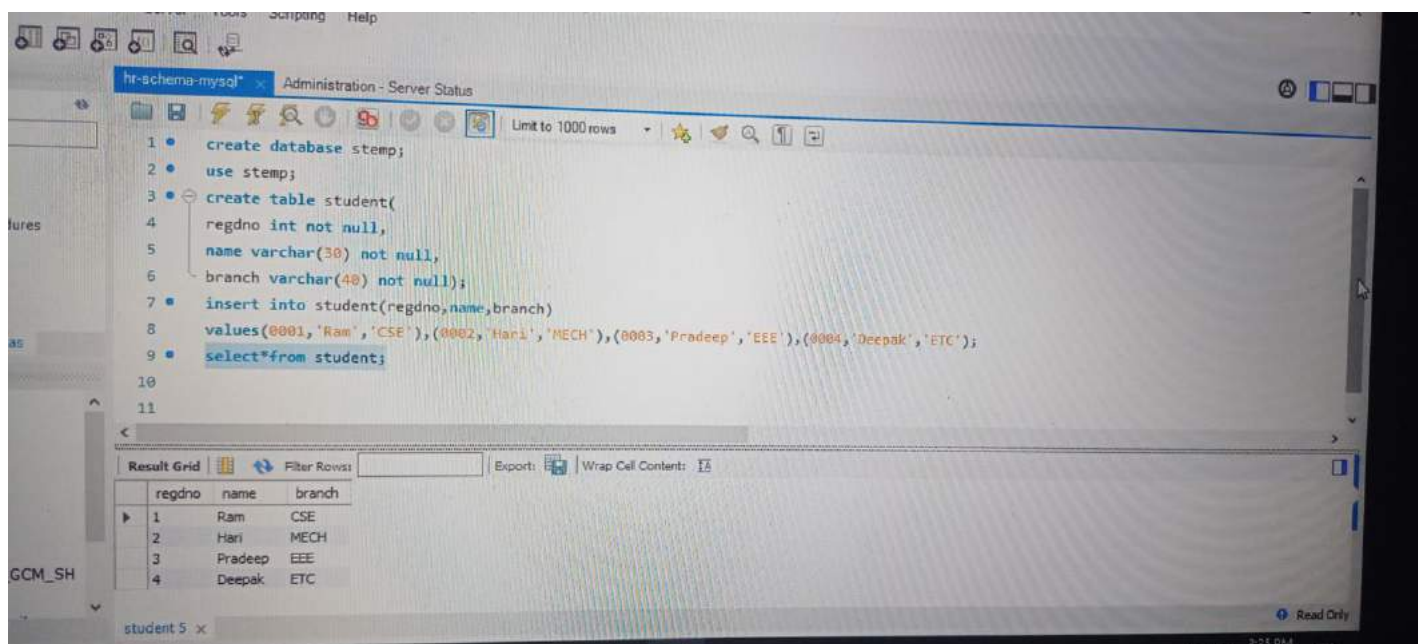 Tools Scripting Help
hr-schema-mysql* × Administration - Server Status
Limit to 1000 rows
1 create database stemp;
2 use stemp;
3 create table student(
4 regdno int not null,
5 name varchar(30) not null,
6 branch varchar(40) not null);
7 insert into student(regdno,name,branch)
8 values(0001,'Ram','CSE'),(0002,'Hari','MECH'),(0003,'Pradeep','EEE'),(0004,'Deepak','ETC');
9 select*from student;
10
11
dures
as
Result Grid Filter Rows: Export: Wrap Cell Content: IA
regdno name branch
1 Ram CSE
2 Hari MECH
3 Pradeep EEE
4 Deepak ETC
GCM_SH
student 5 ×
Read Only